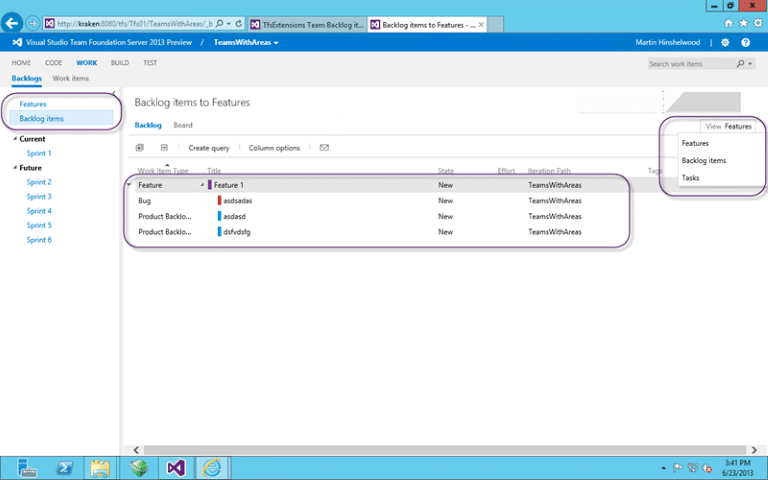 http://kraken:8080/tfs/Tfs01/TeamsWithAreas/_b
TfsExtensions Team Backlog it...
Backlog items to Features - ...
Visual Studio Team Foundation Server 2013 Preview / TeamsWithAreas
Martin Hinshelwood
HOME CODE WORK BUILD TEST
Search work items
Backlogs Work items
Features
Backlog items
Current
Sprint 1
Future
Sprint 2
Sprint 3
Sprint 4
Sprint 5
Sprint 6
Backlog items to Features
Backlog Board
View Features
Features
Backlog items
Tasks
Create query Column options
Work Item Type Title State Effort Iteration Path Tags
Feature Feature 1 New TeamsWithAreas
Bug asdsadas New TeamsWithAreas
Product Backlo... asdasd New TeamsWithAreas
Product Backlo... dsfvdsfg New TeamsWithAreas
3:41 PM
6/23/2013